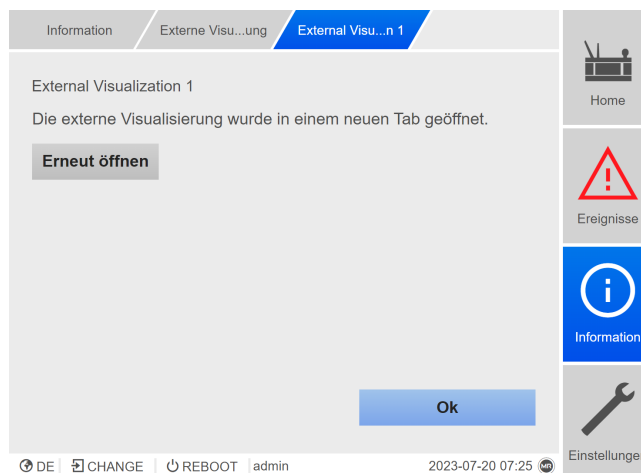 Information
Externe Visu...ung
External Visu...n 1
External Visualization 1
Die externe Visualisierung wurde in einem neuen Tab geöffnet.
Erneut öffnen
Ok
Home
Ereignisse
Information
Einstellunge
DE CHANGE REBOOT admin 2023-07-20 07:25 MR